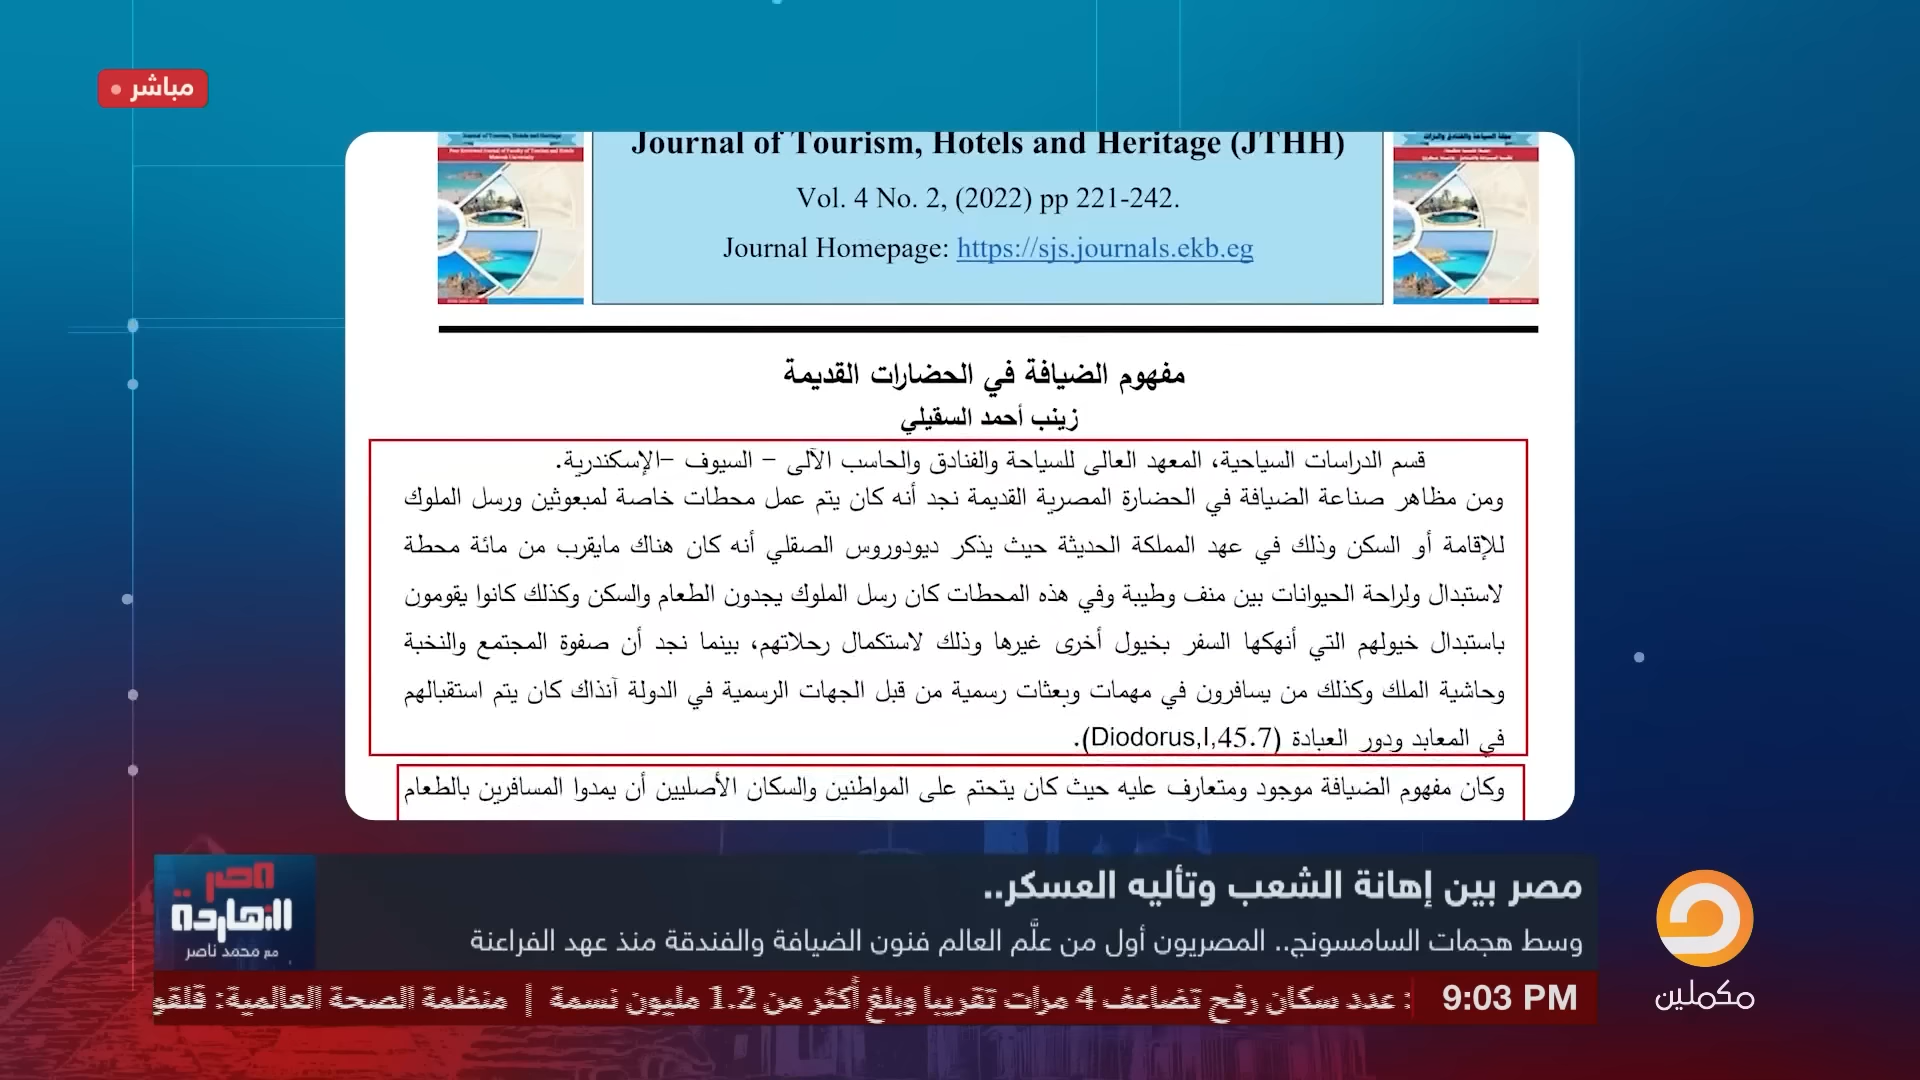 مباشر
Journal of Tourism, Hotels and Heritage (JTHH)
Vol. 4 No. 2, (2022) pp 221-242.
Journal Homepage: https://sjs.journals.ekb.eg
مفهوم الضيافة في الحضارات القديمة
زينب أحمد السقيلي
قسم الدراسات السياحية، المعهد العالى للسياحة والفنادق والحاسب الآلى – السيوف –الإسكندرية.
ومن مظاهر صناعة الضيافة في الحضارة المصرية القديمة نجد أنه كان يتم عمل محطات خاصة لمبعوثين ورسل الملوك
للإقامة أو السكن وذلك في عهد المملكة الحديثة حيث يذكر ديودوروس الصقلي أنه كان هناك مايقرب من مائة محطة
لاستبدال ولراحة الحيوانات بين منف وطيبة وفي هذه المحطات كان رسل الملوك يجدون الطعام والسكن وكذلك كانوا يقومون
باستبدال خيولهم التي أنهكها السفر بخيول أخرى غيرها وذلك لاستكمال رحلاتهم، بينما نجد أن صفوة المجتمع والنخبة
وحاشية الملك وكذلك من يسافرون في مهمات وبعثات رسمية من قبل الجهات الرسمية في الدولة آنذاك كان يتم استقبالهم
في المعابد ودور العبادة (Diodorus,I,45.7).
وكان مفهوم الضيافة موجود ومتعارف عليه حيث كان يتحتم على المواطنين والسكان الأصليين أن يمدوا المسافرين بالطعام
مصر بين إهانة الشعب وتأليه العسكر..
وسط هجمات السامسونج.. المصريون أول من علَّم العالم فنون الضيافة والفندقة منذ عهد الفراعنة
مصر النهاردة
مع محمد ناصر
9:03 PM
: عدد سكان رفح تضاعف 4 مرات تقريبا وبلغ أكثر من 1.2 مليون نسمة | منظمة الصحة العالمية: قلقو
مكملين